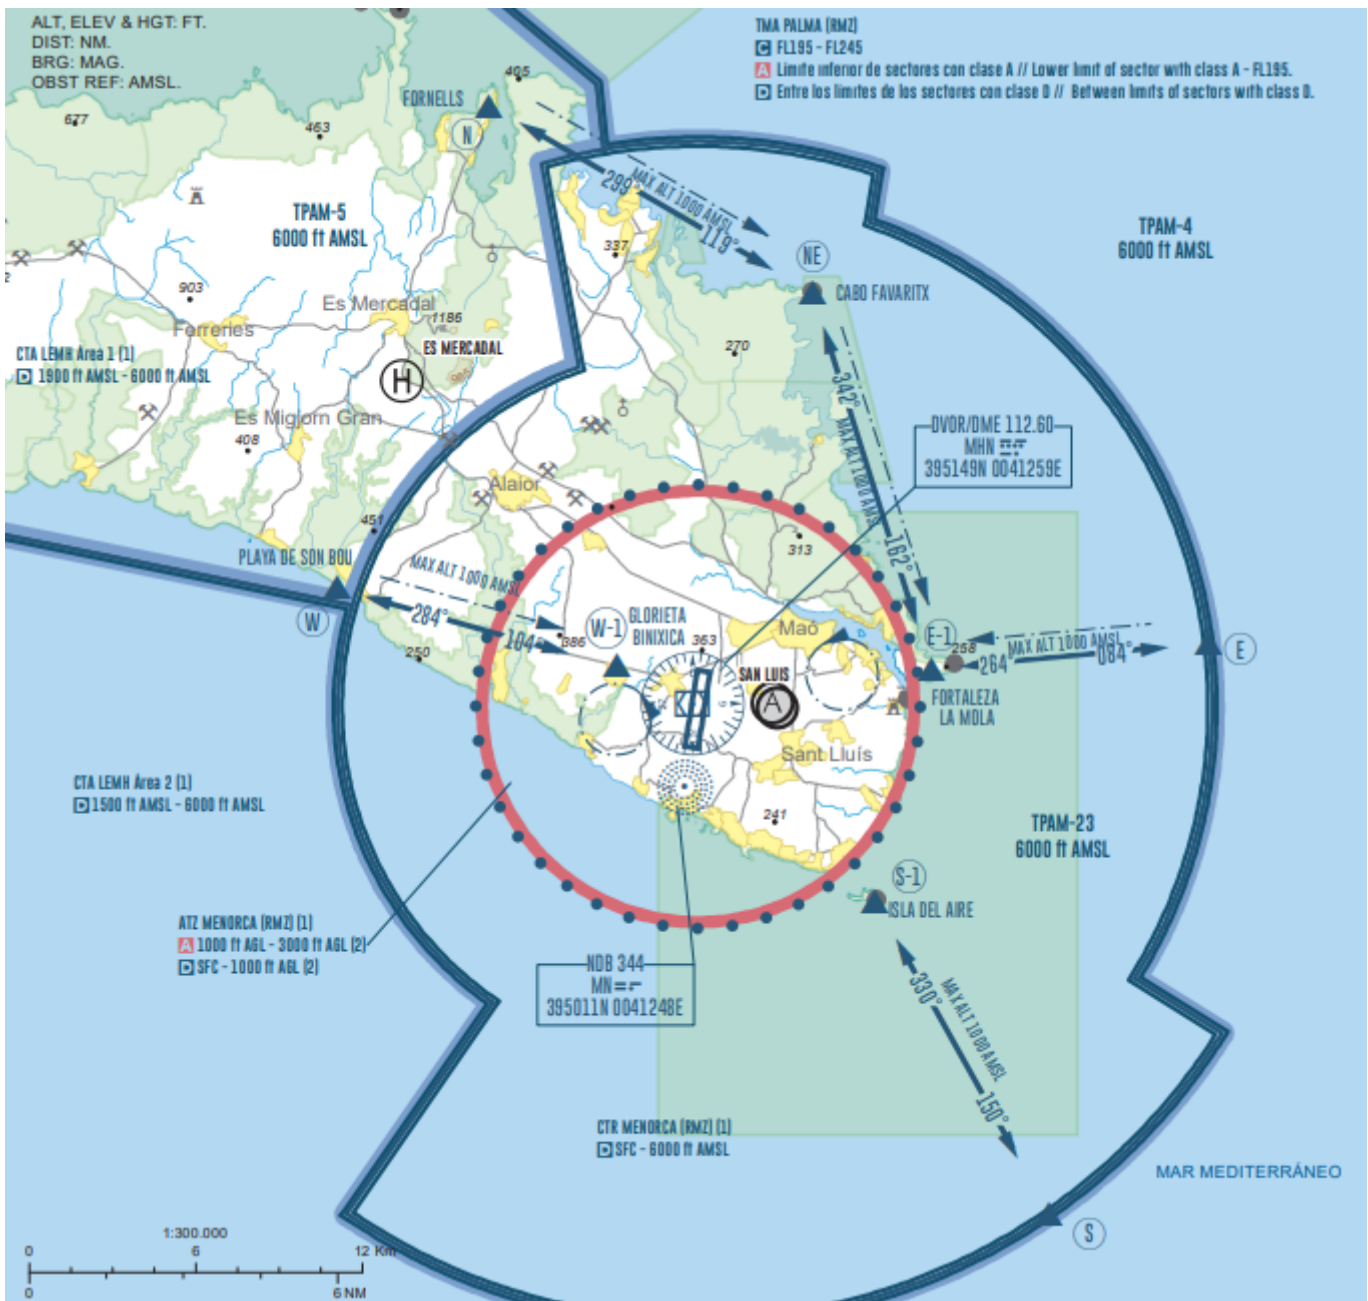 ALT, ELEV & HGT: FT.
DIST: NM.
BRG: MAG.
OBST REF: AMSL.
TMA PALMA (RMZ)
C FL195 - FL245
A Límite inferior de sectores con clase A // Lower limit of sector with class A - FL195.
D Entre los límites de los sectores con clase D // Between limits of sectors with class D.
405
FORNELLS
N
677
463
299°
MAX ALT 1000 AMSL
119°
TPAM-5
6000 ft AMSL
TPAM-4
6000 ft AMSL
337
NE
CABO FAVARITX
903
Es Mercadal
1186
Ferreries
ES MERCADAL
270
CTA LEMH Área 1 (1)
D 1900 ft AMSL - 6000 ft AMSL
H
342°
MAX ALT 1000 AMSL
162°
Es Migjorn Gran
408
DVOR/DME 112.60
MHN
395149N 0041259E
Alaior
451
313
PLAYA DE SON BOU
MAX ALT 1000 AMSL
W
284°
104°
386
250
W-1
GLORIETA
BINIXICA
363
Maó
E-1
258
MAX ALT 1000 AMSL
264°
084°
E
SAN LUIS
A
FORTALEZA
LA MOLA
Sant Lluís
CTA LEMH Área 2 (1)
D 1500 ft AMSL - 6000 ft AMSL
241
TPAM-23
6000 ft AMSL
S-1
ISLA DEL AIRE
ATZ MENORCA (RMZ) (1)
A 1000 ft AGL - 3000 ft AGL (2)
D SFC - 1000 ft AGL (2)
NDB 344
MN
395011N 0041248E
330°
MAX ALT 1000 AMSL
150°
CTR MENORCA (RMZ) (1)
D SFC - 6000 ft AMSL
MAR MEDITERRÁNEO
S
1:300.000
0 6 12 Km
0 6 NM